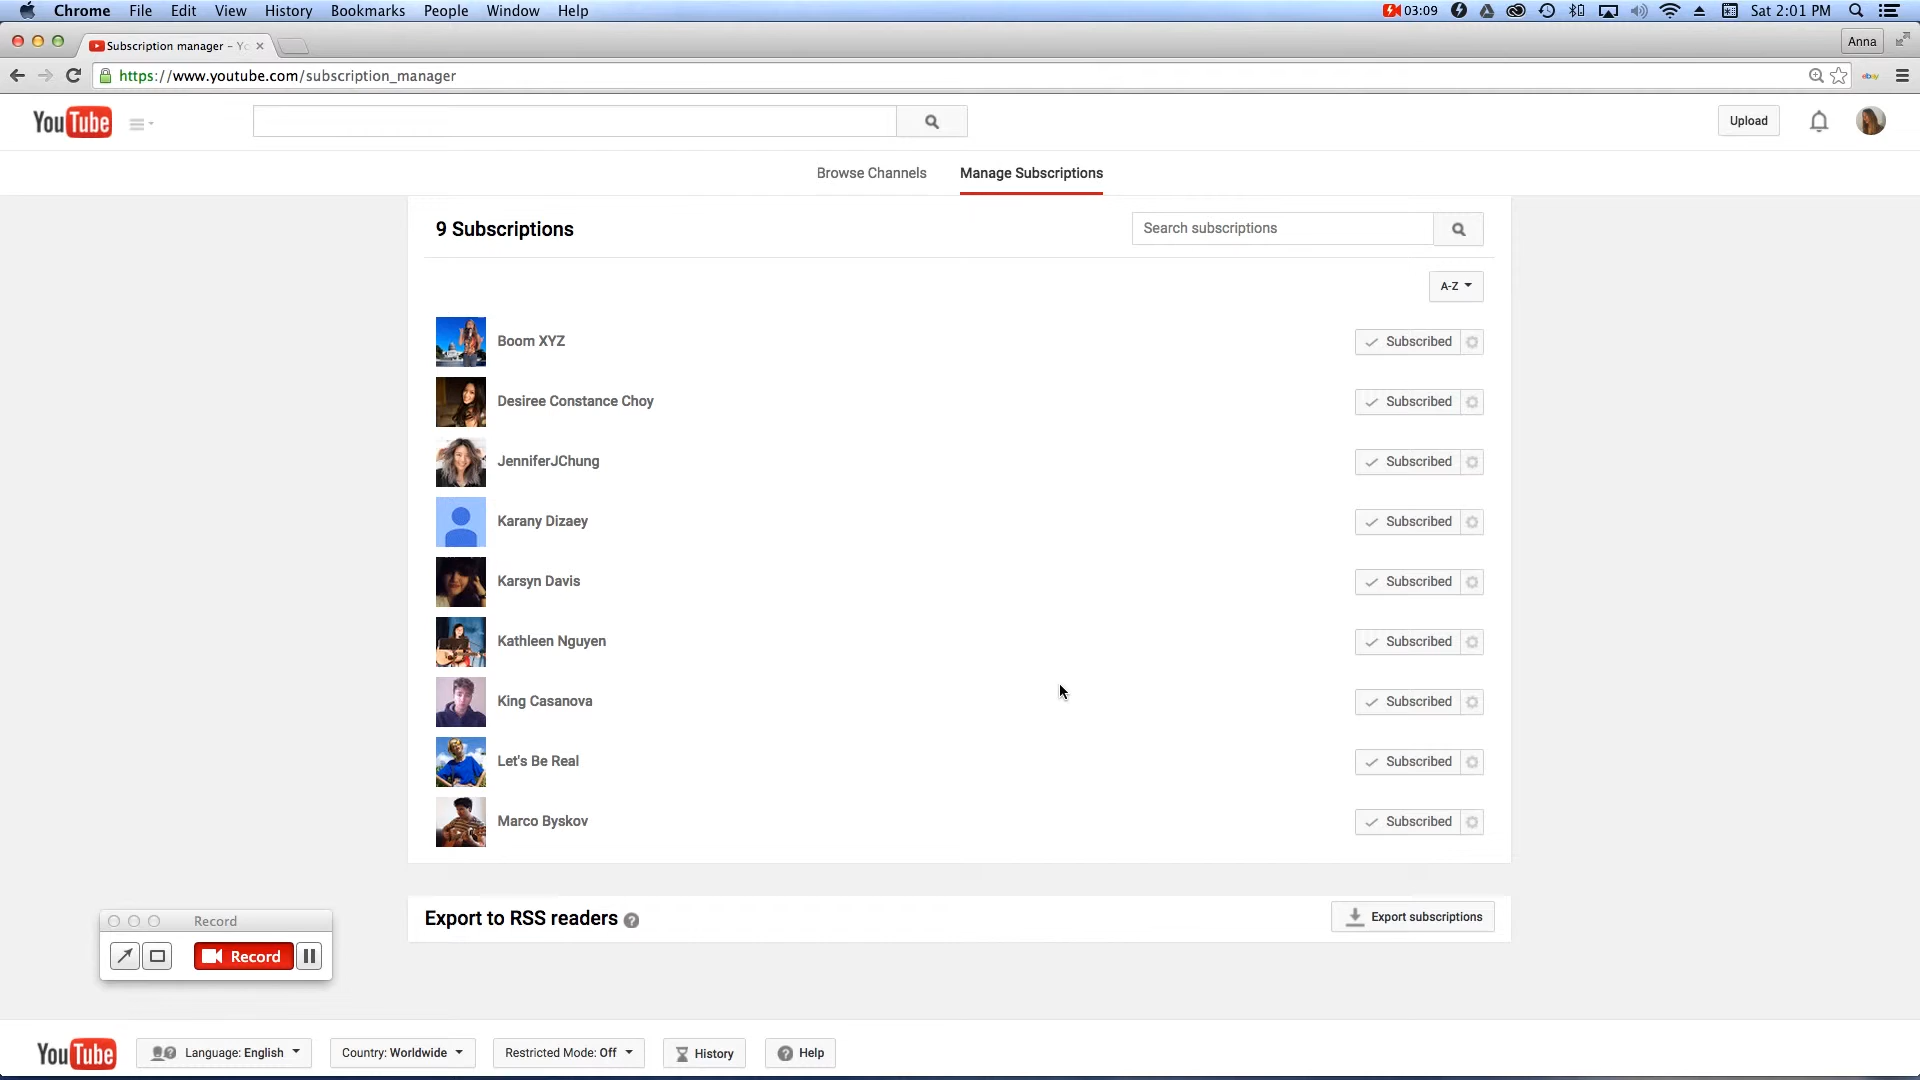 Chrome File Edit View History Bookmarks People Window Help 03:09 Sat 2:01 PM
Subscription manager - Yo Anna
https://www.youtube.com/subscription_manager ebay
YouTube Upload
Browse Channels Manage Subscriptions
9 Subscriptions Search subscriptions
A-Z
Boom XYZ Subscribed
Desiree Constance Choy Subscribed
JenniferJChung Subscribed
Karany Dizaey Subscribed
Karsyn Davis Subscribed
Kathleen Nguyen Subscribed
King Casanova Subscribed
Let's Be Real Subscribed
Marco Byskov Subscribed
Export to RSS readers ? Export subscriptions
Record
Record
YouTube Language: English Country: Worldwide Restricted Mode: Off History Help